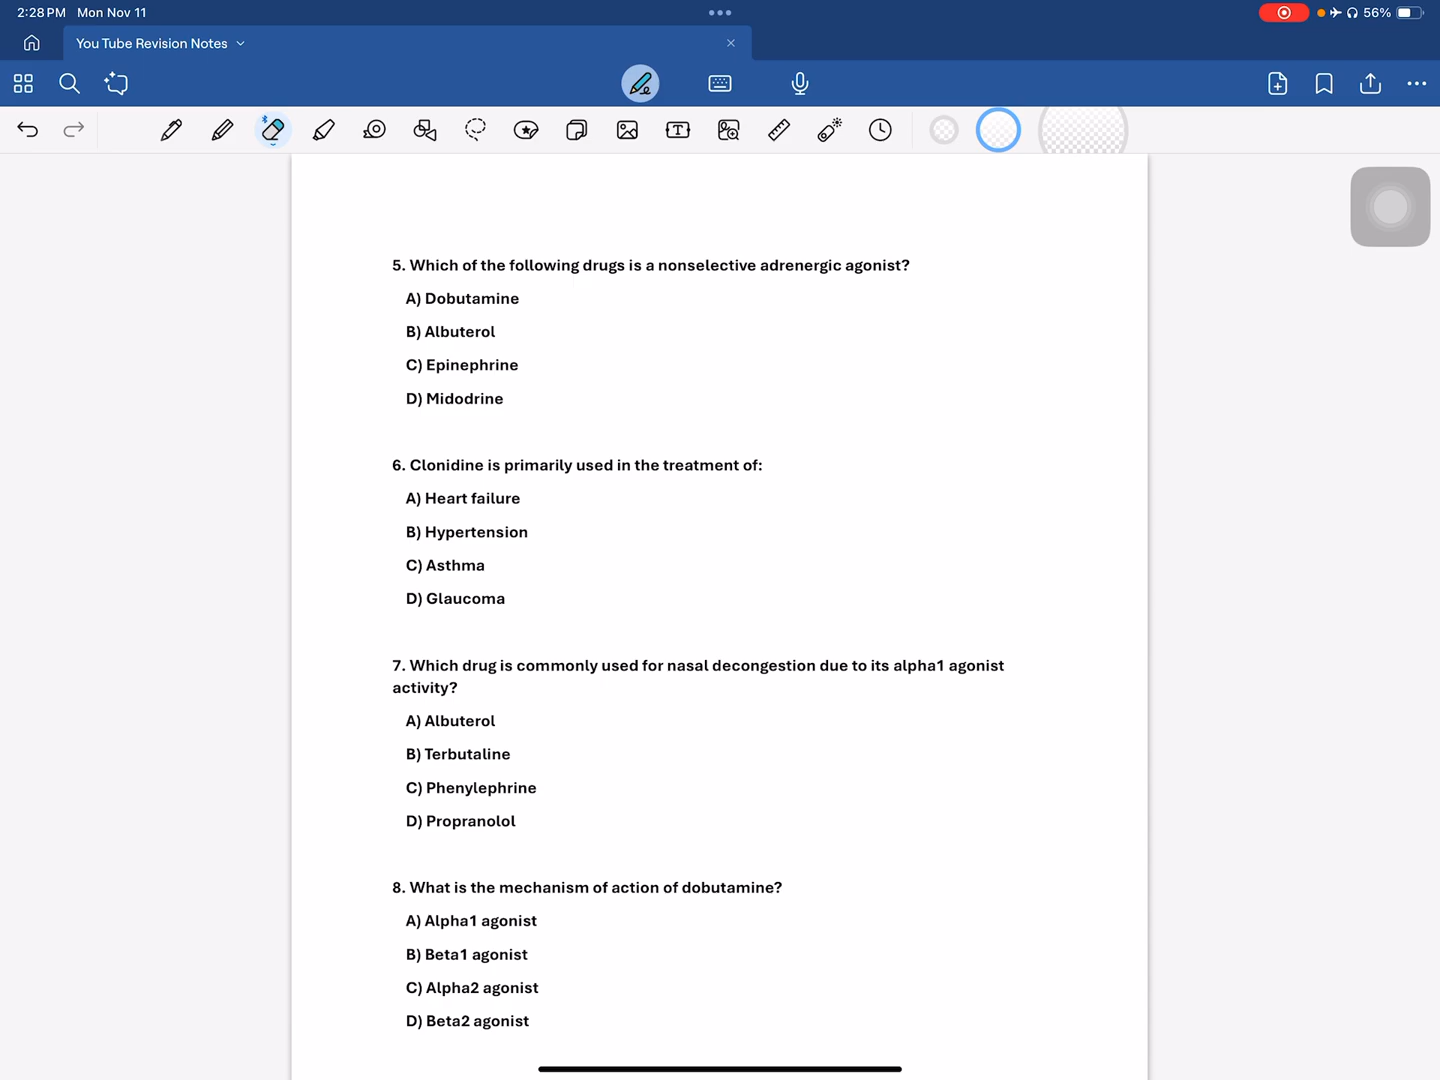 2:28 PM Mon Nov 11
56%
You Tube Revision Notes
5. Which of the following drugs is a nonselective adrenergic agonist?
A) Dobutamine
B) Albuterol
C) Epinephrine
D) Midodrine
6. Clonidine is primarily used in the treatment of:
A) Heart failure
B) Hypertension
C) Asthma
D) Glaucoma
7. Which drug is commonly used for nasal decongestion due to its alpha1 agonist
activity?
A) Albuterol
B) Terbutaline
C) Phenylephrine
D) Propranolol
8. What is the mechanism of action of dobutamine?
A) Alpha1 agonist
B) Beta1 agonist
C) Alpha2 agonist
D) Beta2 agonist